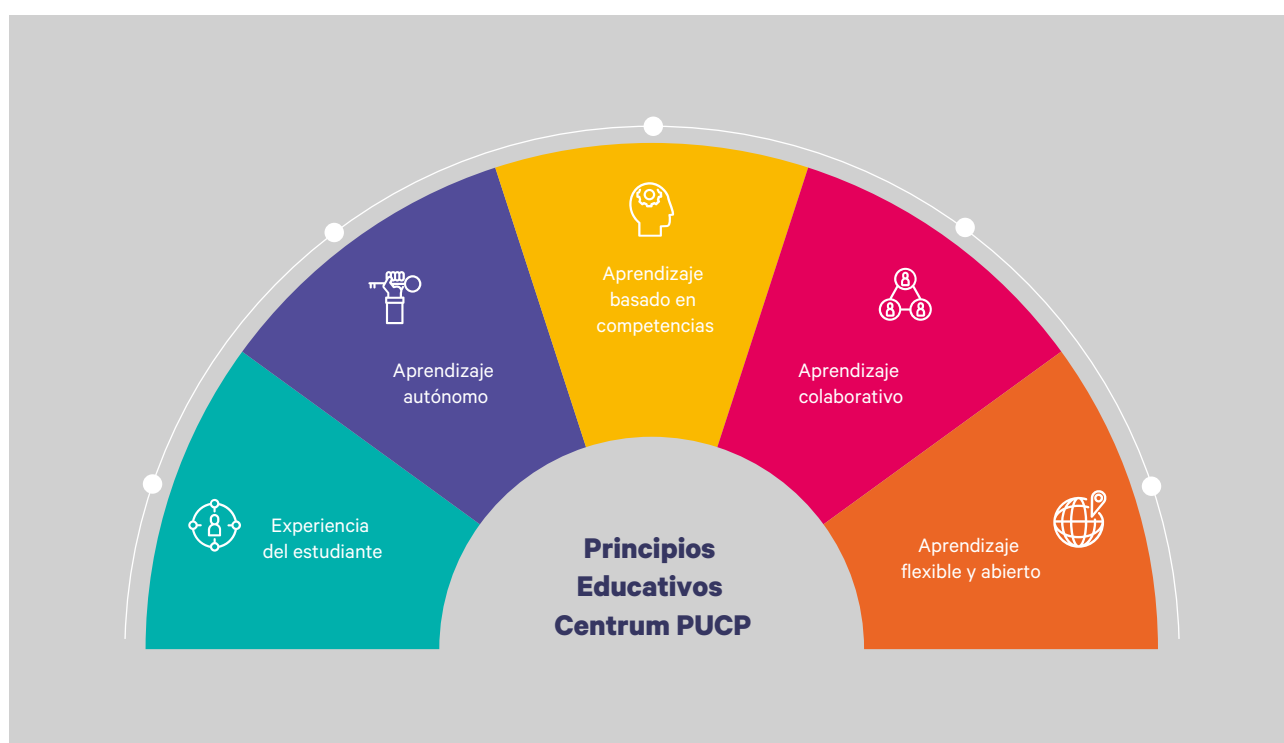 Experiencia
del estudiante
Aprendizaje
autónomo
Aprendizaje
basado en
competencias
Aprendizaje
colaborativo
Aprendizaje
flexible y abierto
Principios
Educativos
Centrum PUCP